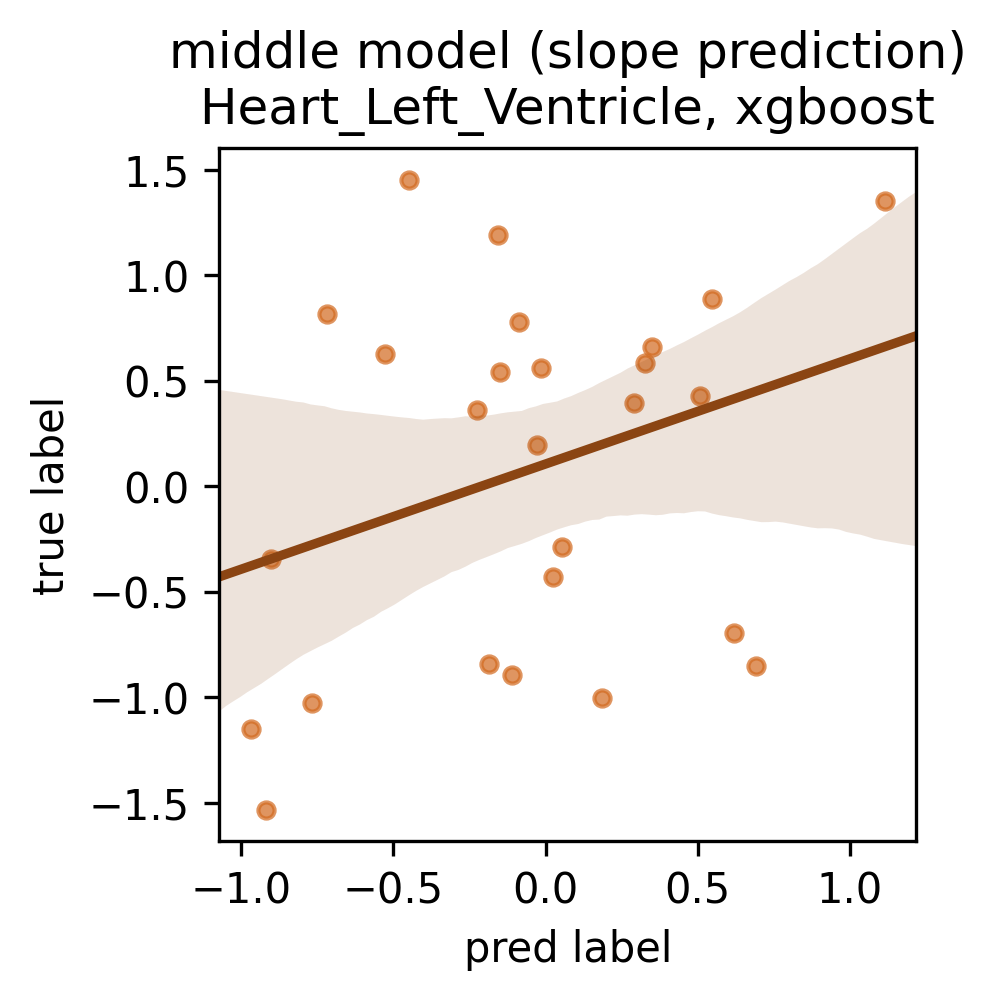 middle model (slope prediction)
Heart_Left_Ventricle, xgboost
1.5
1.0
0.5
0.0
−0.5
−1.0
−1.5
true label
−1.0 −0.5 0.0 0.5 1.0
pred label